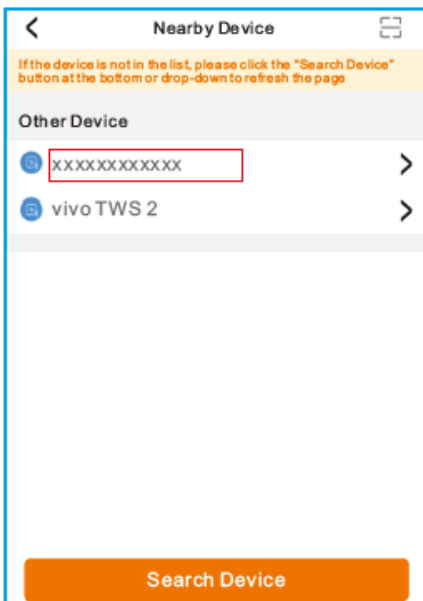 Nearby Device
If the device is not in the list, please click the "Search Device"
button at the bottom or drop-down to refresh the page
Other Device
xxxxxxxxxxxx
vivo TWS 2
Search Device